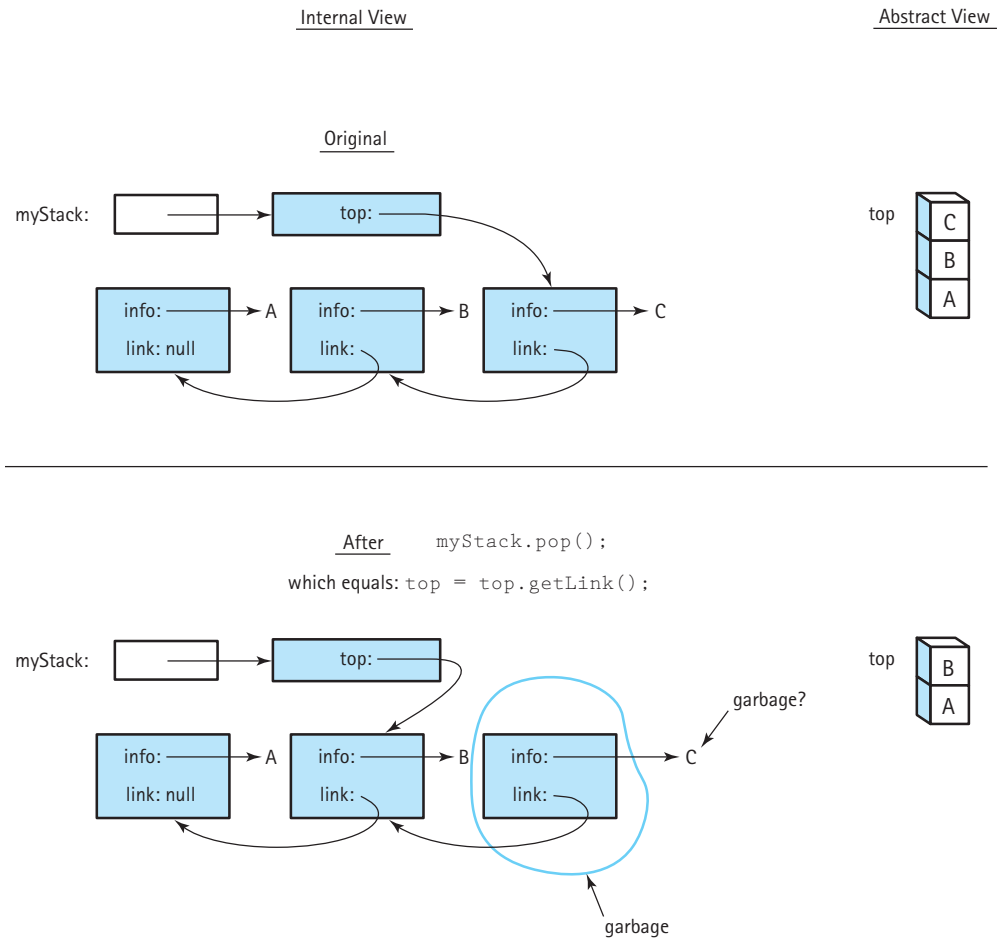 Internal View
Abstract View
Original
myStack:
top:
top
C
B
A
info:
A
info:
B
info:
C
link: null
link:
link:
After myStack.pop();
which equals: top = top.getLink();
myStack:
top:
top
B
A
garbage?
info:
A
info:
B
info:
C
link: null
link:
link:
garbage